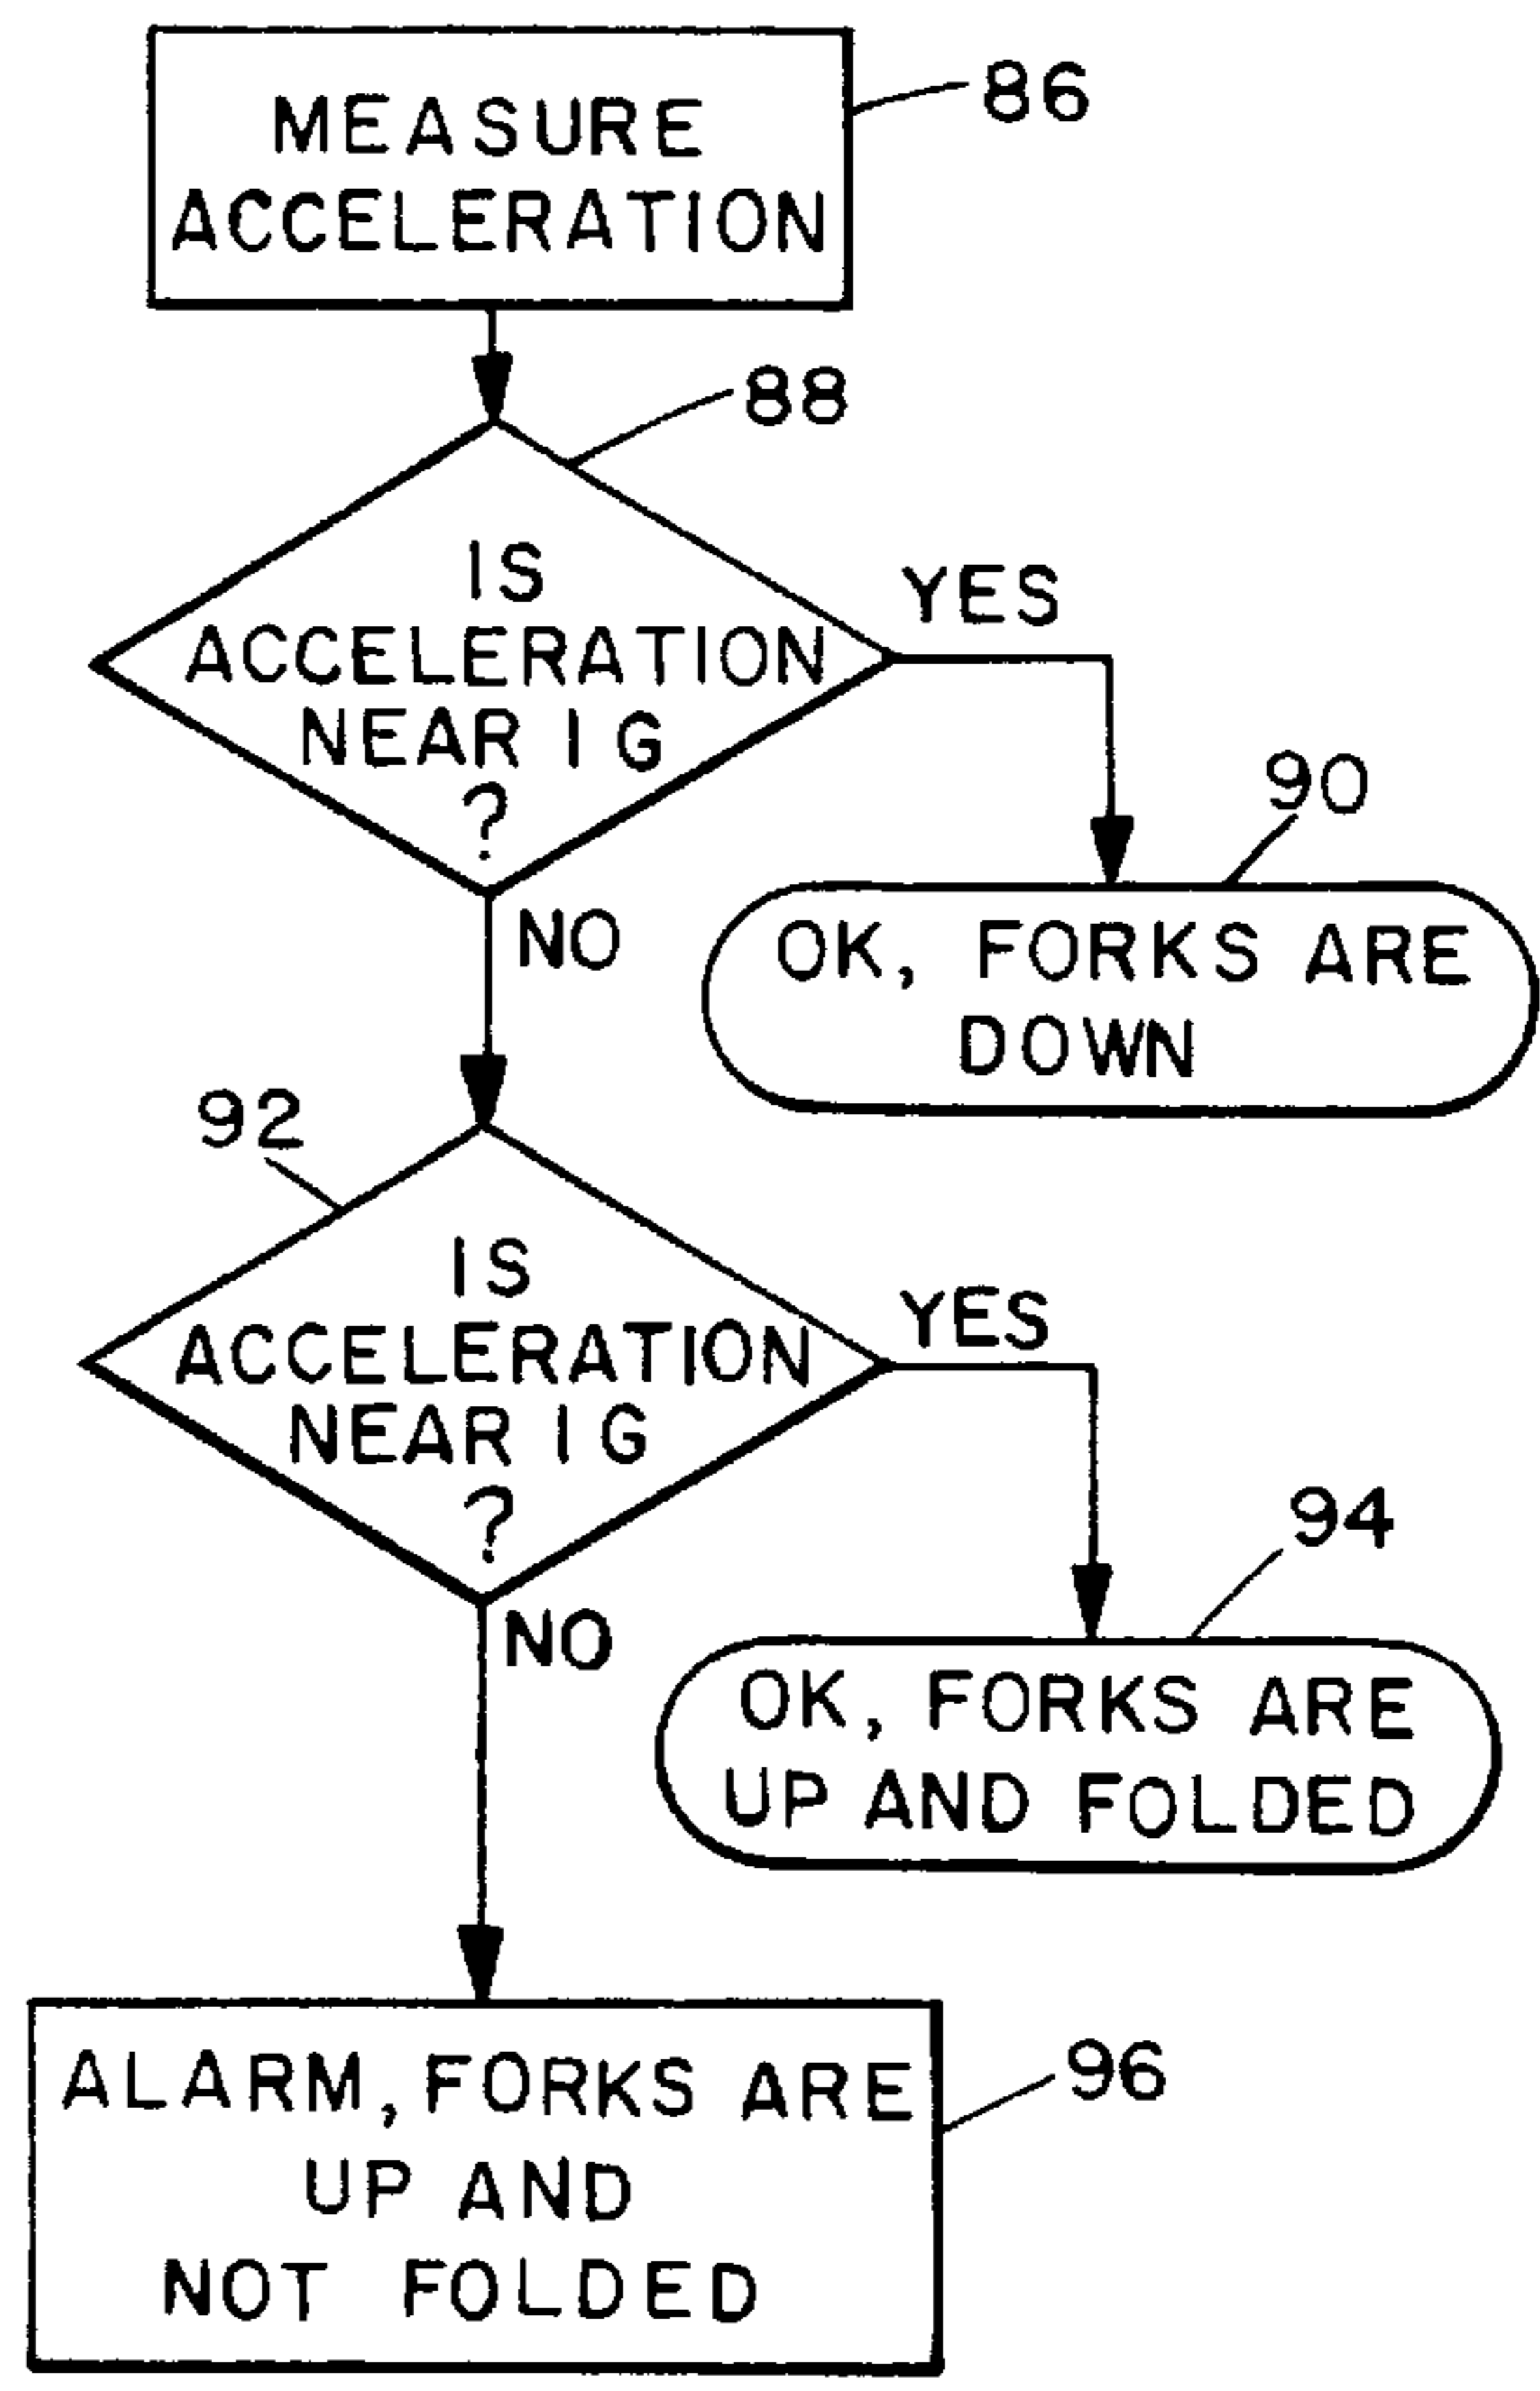 MEASURE
ACCELERATION
86
88
IS
ACCELERATION
NEAR 1 G
?
YES
NO
90
OK, FORKS ARE
DOWN
92
IS
ACCELERATION
NEAR 1 G
?
YES
NO
94
OK, FORKS ARE
UP AND FOLDED
ALARM, FORKS ARE
UP AND
NOT FOLDED
96